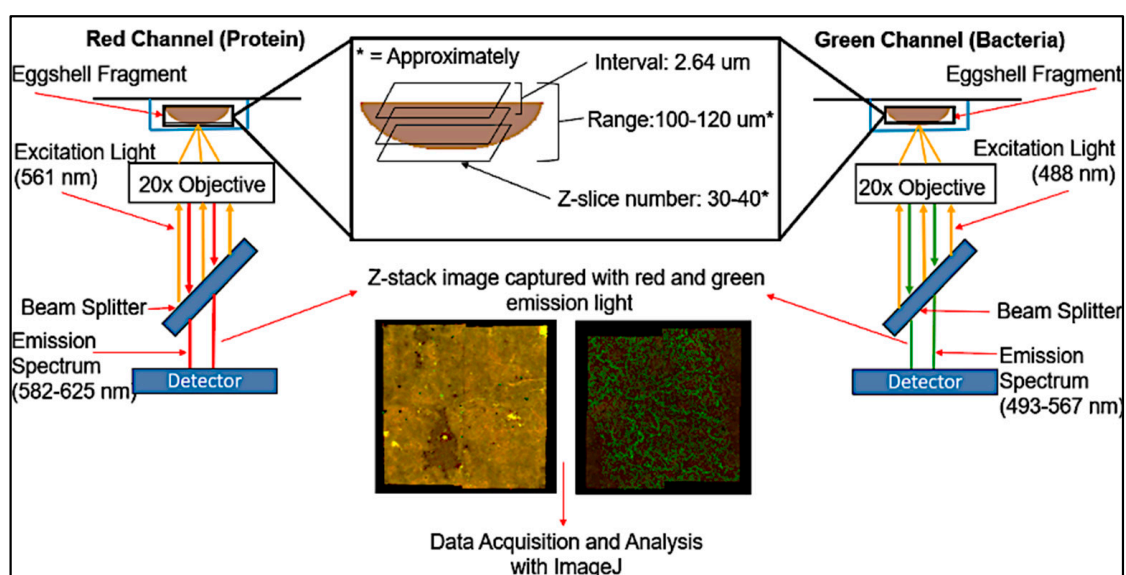 Red Channel (Protein)
Eggshell Fragment
Excitation Light
(561 nm)
20x Objective
Beam Splitter
Emission
Spectrum
(582-625 nm)
Detector
* = Approximately
Interval: 2.64 um
Range:100-120 um*
Z-slice number: 30-40*
Z-stack image captured with red and green
emission light
Data Acquisition and Analysis
with ImageJ
Green Channel (Bacteria)
Eggshell Fragment
Excitation Light
(488 nm)
20x Objective
Beam Splitter
Emission
Spectrum
(493-567 nm)
Detector